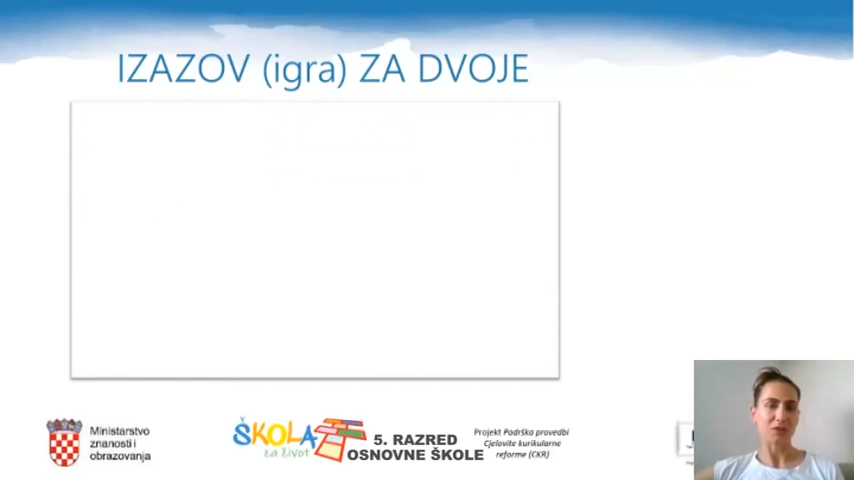 IZAZOV (igra) ZA DVOJE
Ministarstvo
znanosti i
obrazovanja
ŠKOLA
za život
5. RAZRED
OSNOVNE ŠKOLE
Projekt Podrška provedbi
Cjelovite kurikularne
reforme (CKR)